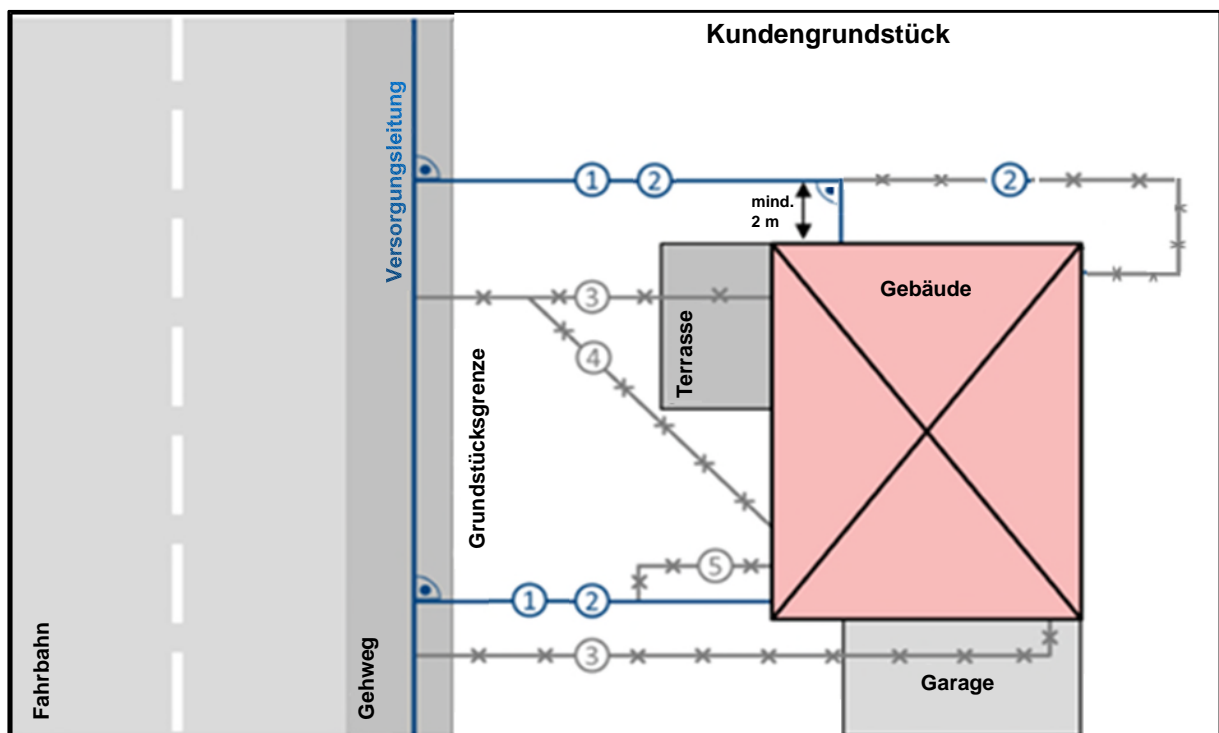 Kundengrundstück
Versorgungsleitung
1
2
2
mind.
2 m
Gebäude
3
Terrasse
4
Grundstücksgrenze
5
1
2
3
Garage
Fahrbahn
Gehweg